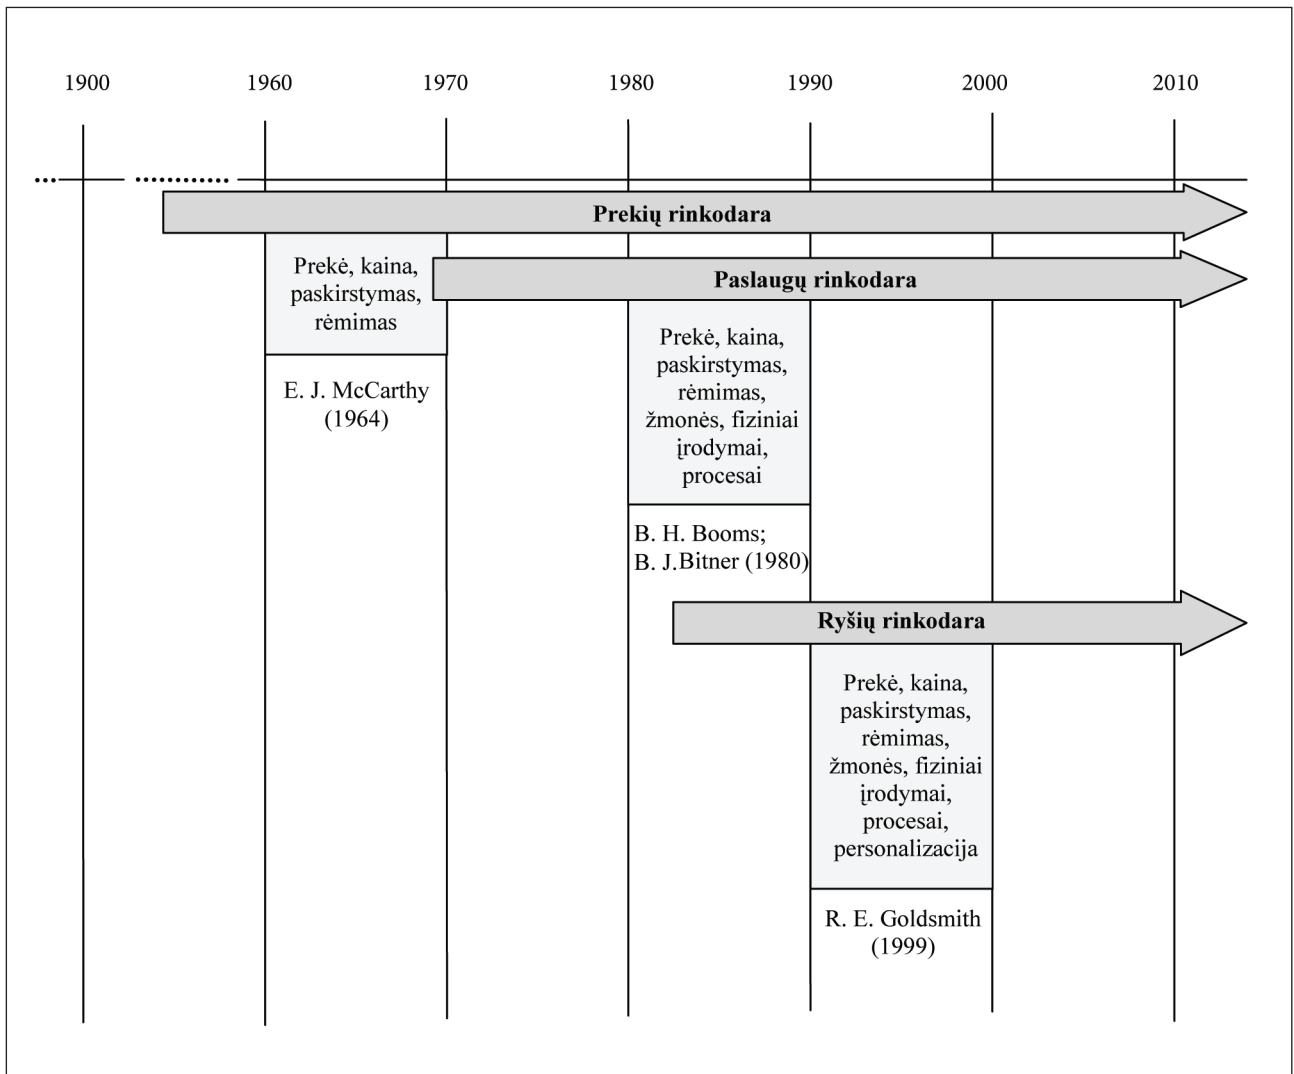 1900 1960 1970 1980 1990 2000 2010
Prekių rinkodara
Prekė, kaina,
paskirstymas,
rėmimas
E. J. McCarthy
(1964)
Paslaugų rinkodara
Prekė, kaina,
paskirstymas,
rėmimas,
žmonės, fiziniai
įrodymai,
procesai
B. H. Booms;
B. J.Bitner (1980)
Ryšių rinkodara
Prekė, kaina,
paskirstymas,
rėmimas,
žmonės, fiziniai
įrodymai,
procesai,
personalizacija
R. E. Goldsmith
(1999)